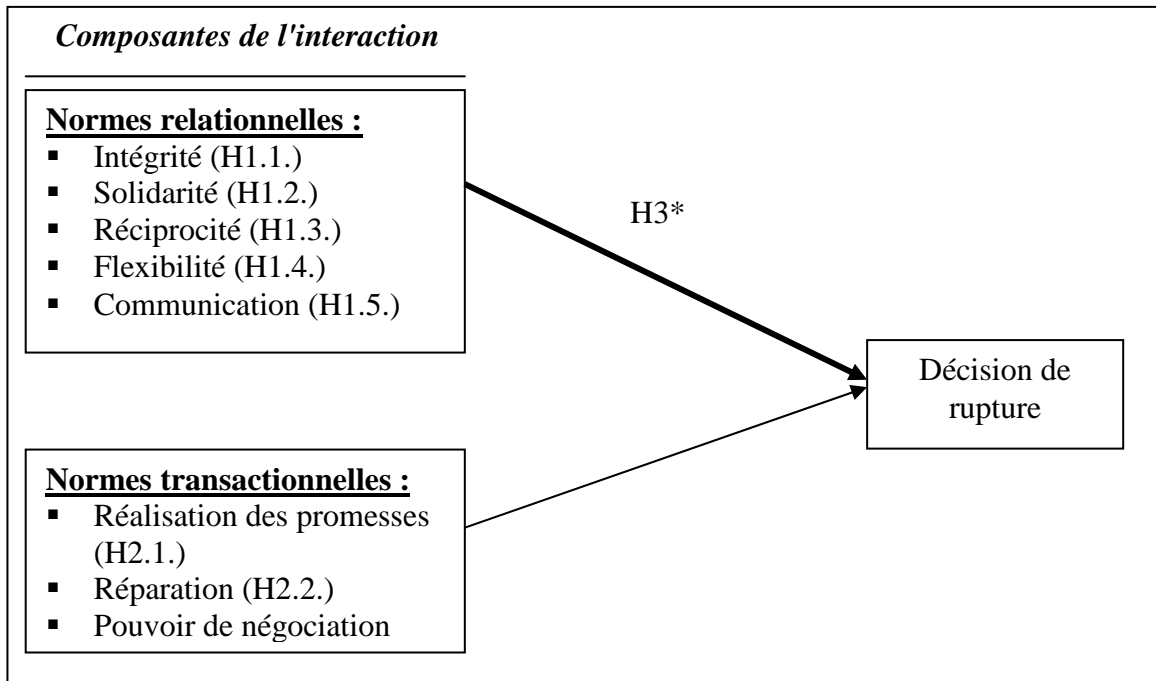 Composantes de l'interaction
Normes relationnelles :
▪ Intégrité (H1.1.)
▪ Solidarité (H1.2.)
▪ Réciprocité (H1.3.)
▪ Flexibilité (H1.4.)
▪ Communication (H1.5.)
H3*
Décision de
rupture
Normes transactionnelles :
▪ Réalisation des promesses
(H2.1.)
▪ Réparation (H2.2.)
▪ Pouvoir de négociation